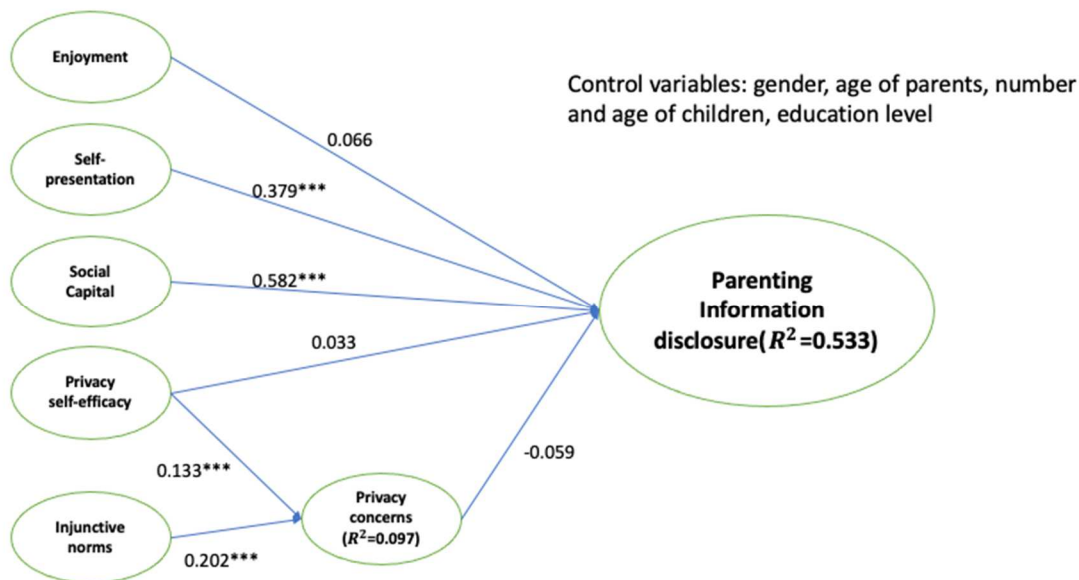 Enjoyment
Control variables: gender, age of parents, number
and age of children, education level
0.066
Self-
presentation
0.379***
Social
Capital
0.582***
Parenting
Information
disclosure(R²=0.533)
0.033
Privacy
self-efficacy
0.133***
-0.059
Privacy
concerns
(R²=0.097)
Injunctive
norms
0.202***